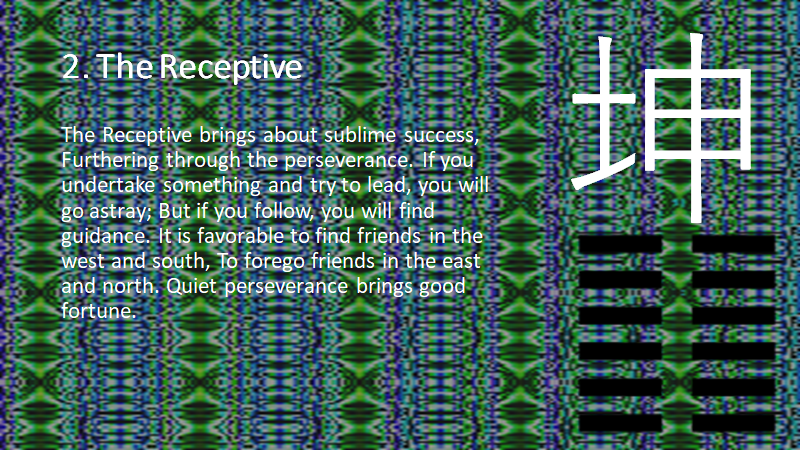 2. The Receptive
坤
The Receptive brings about sublime success,
Furthering through the perseverance. If you
undertake something and try to lead, you will
go astray; But if you follow, you will find
guidance. It is favorable to find friends in the
west and south, To forego friends in the east
and north. Quiet perseverance brings good
fortune.